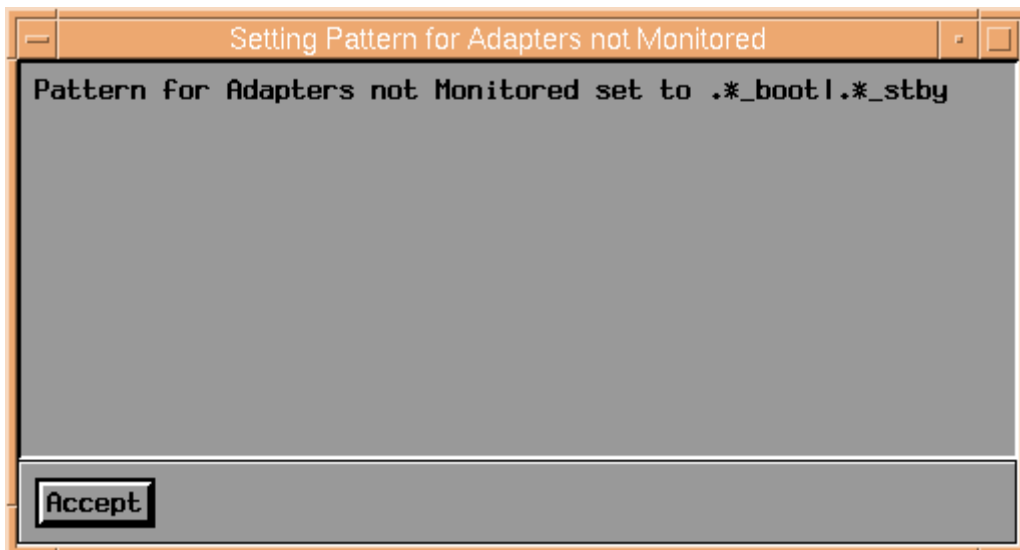 Setting Pattern for Adapters not Monitored
Pattern for Adapters not Monitored set to .*_boot|.*_stby
Accept